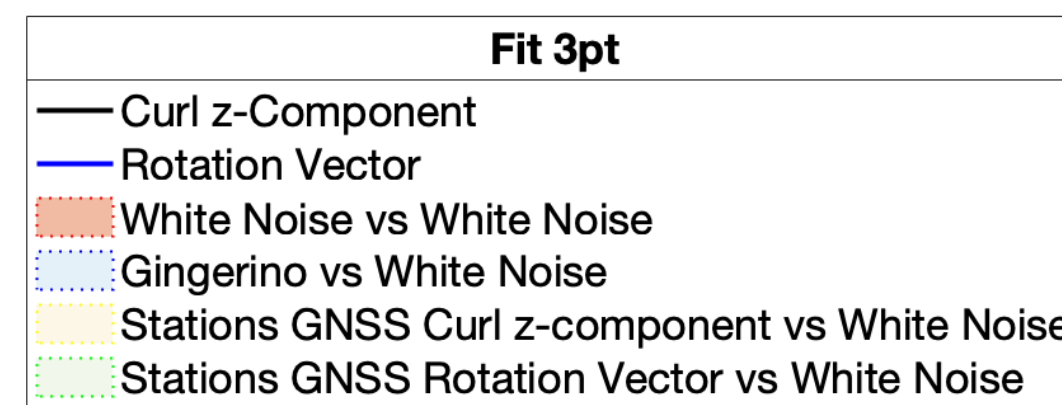 Fit 3pt
Curl z-Component
Rotation Vector
White Noise vs White Noise
Gingerino vs White Noise
Stations GNSS Curl z-component vs White Noise
Stations GNSS Rotation Vector vs White Noise